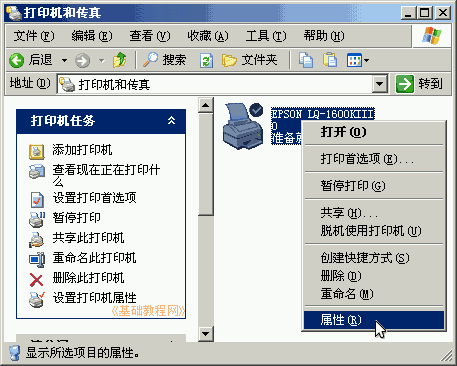 打印机和传真
文件(F) 编辑(E) 查看(V) 收藏(A) 工具(T) 帮助(H)
后退 搜索 文件夹
地址(D) 打印机和传真 转到
打印机任务
添加打印机
查看现在正在打印什
么
设置打印首选项
暂停打印
共享此打印机
重命名此打印机
删除此打印机
设置打印机属性
《基础教程网》
EPSON LQ-1600KIII
0
准备
打开(O)
打印首选项(E)...
暂停打印(G)
共享(H)...
脱机使用打印机(U)
创建快捷方式(S)
删除(D)
重命名(M)
属性(R)
显示所选项目的属性。